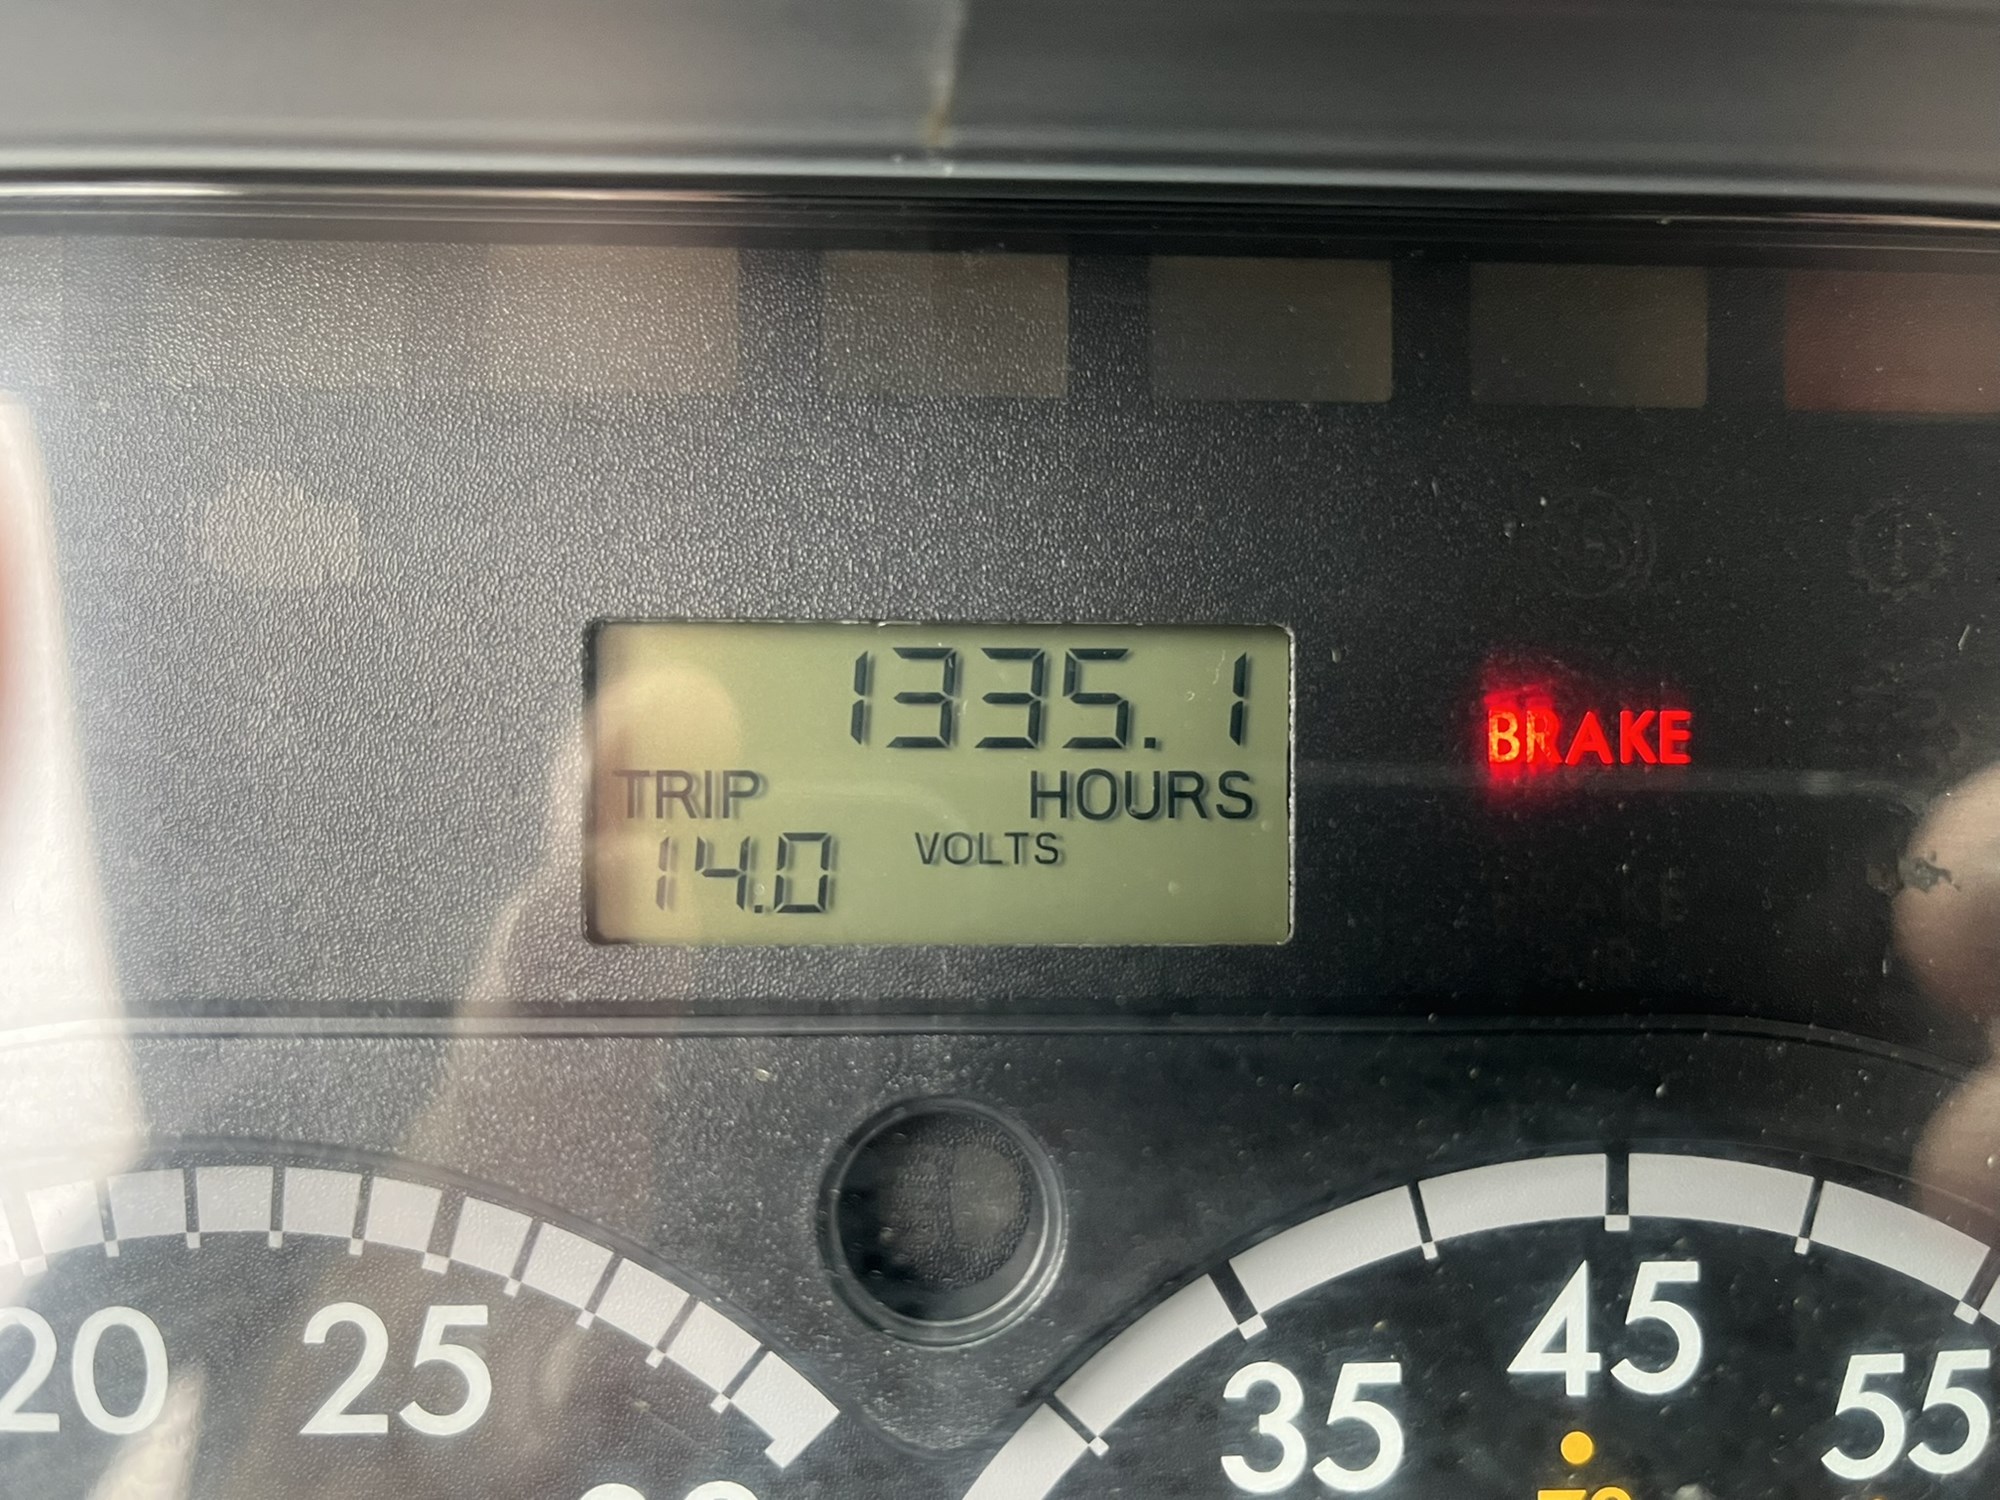 1335.1
TRIP HOURS
14.0 VOLTS
BRAKE
20 25
35 45 55